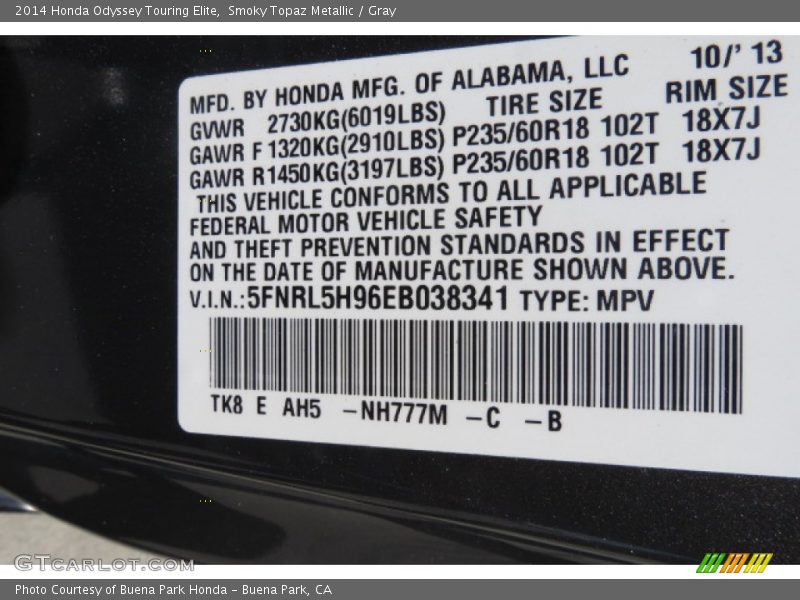 2014 Honda Odyssey Touring Elite,  Smoky Topaz Metallic / Gray
MFD. BY HONDA MFG. OF ALABAMA, LLC 10/' 13
GVWR 2730KG(6019LBS) TIRE SIZE RIM SIZE
GAWR F 1320KG(2910LBS) P235/60R18 102T 18X7J
GAWR R1450KG(3197LBS) P235/60R18 102T 18X7J
THIS VEHICLE CONFORMS TO ALL APPLICABLE
FEDERAL MOTOR VEHICLE SAFETY
AND THEFT PREVENTION STANDARDS IN EFFECT
ON THE DATE OF MANUFACTURE SHOWN ABOVE.
V.I.N.:5FNRL5H96EB038341 TYPE: MPV
TK8 E AH5 –NH777M –C –B
GTcarlot.com
Photo Courtesy of Buena Park Honda – Buena Park, CA